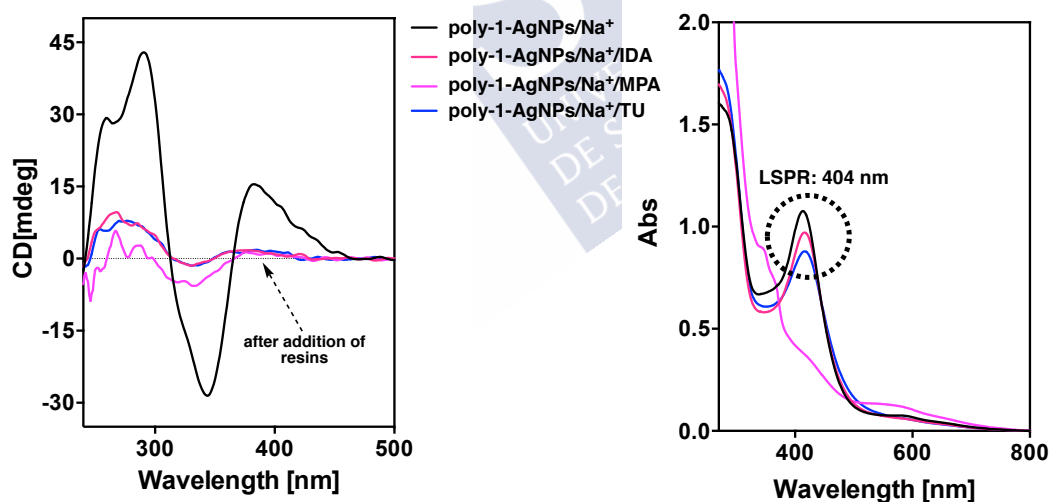 45
30
15
0
-15
-30
300
400
500
CD[mdeg]
Wavelength [nm]
after addition of
resins
poly-1-AgNPs/Na⁺
poly-1-AgNPs/Na⁺/IDA
poly-1-AgNPs/Na⁺/MPA
poly-1-AgNPs/Na⁺/TU
DE
2.0
1.5
1.0
0.5
0.0
400
600
800
Abs
Wavelength [nm]
LSPR: 404 nm